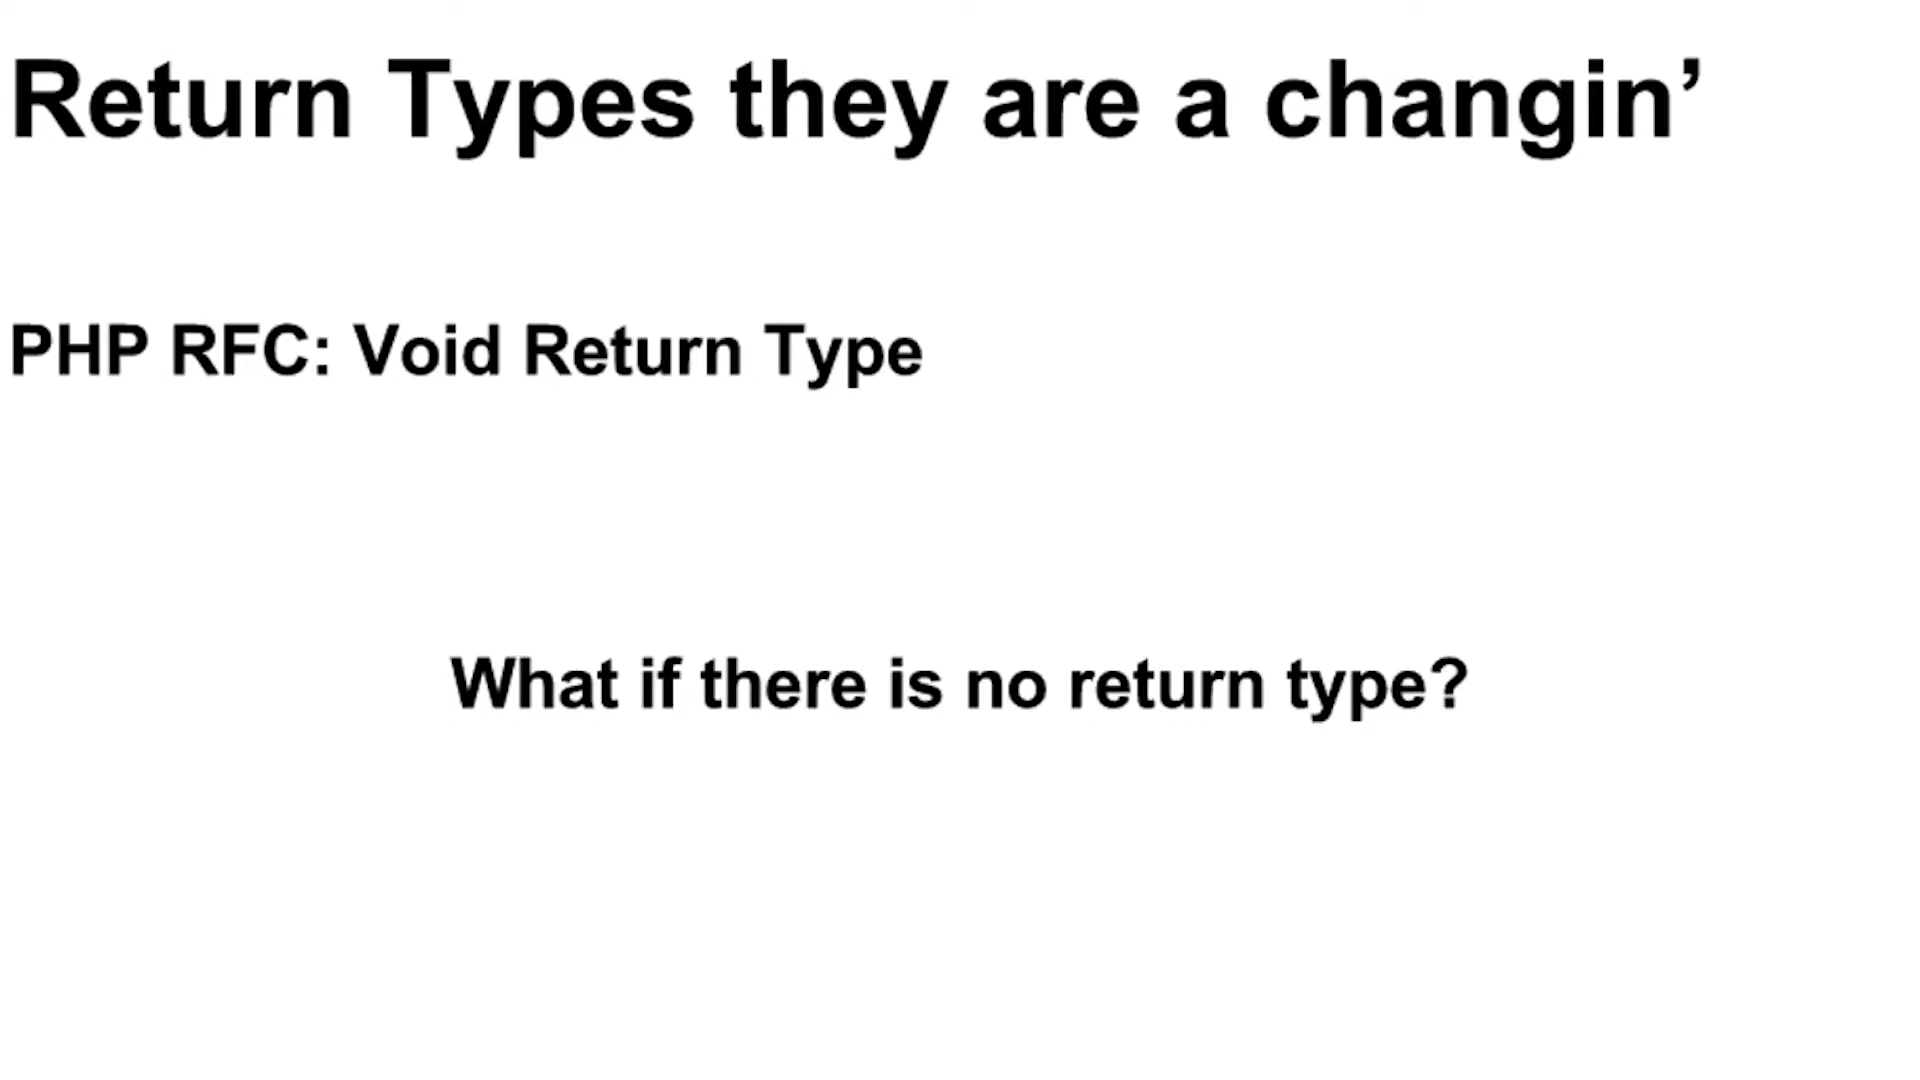 Return Types they are a changin’
PHP RFC: Void Return Type
What if there is no return type?